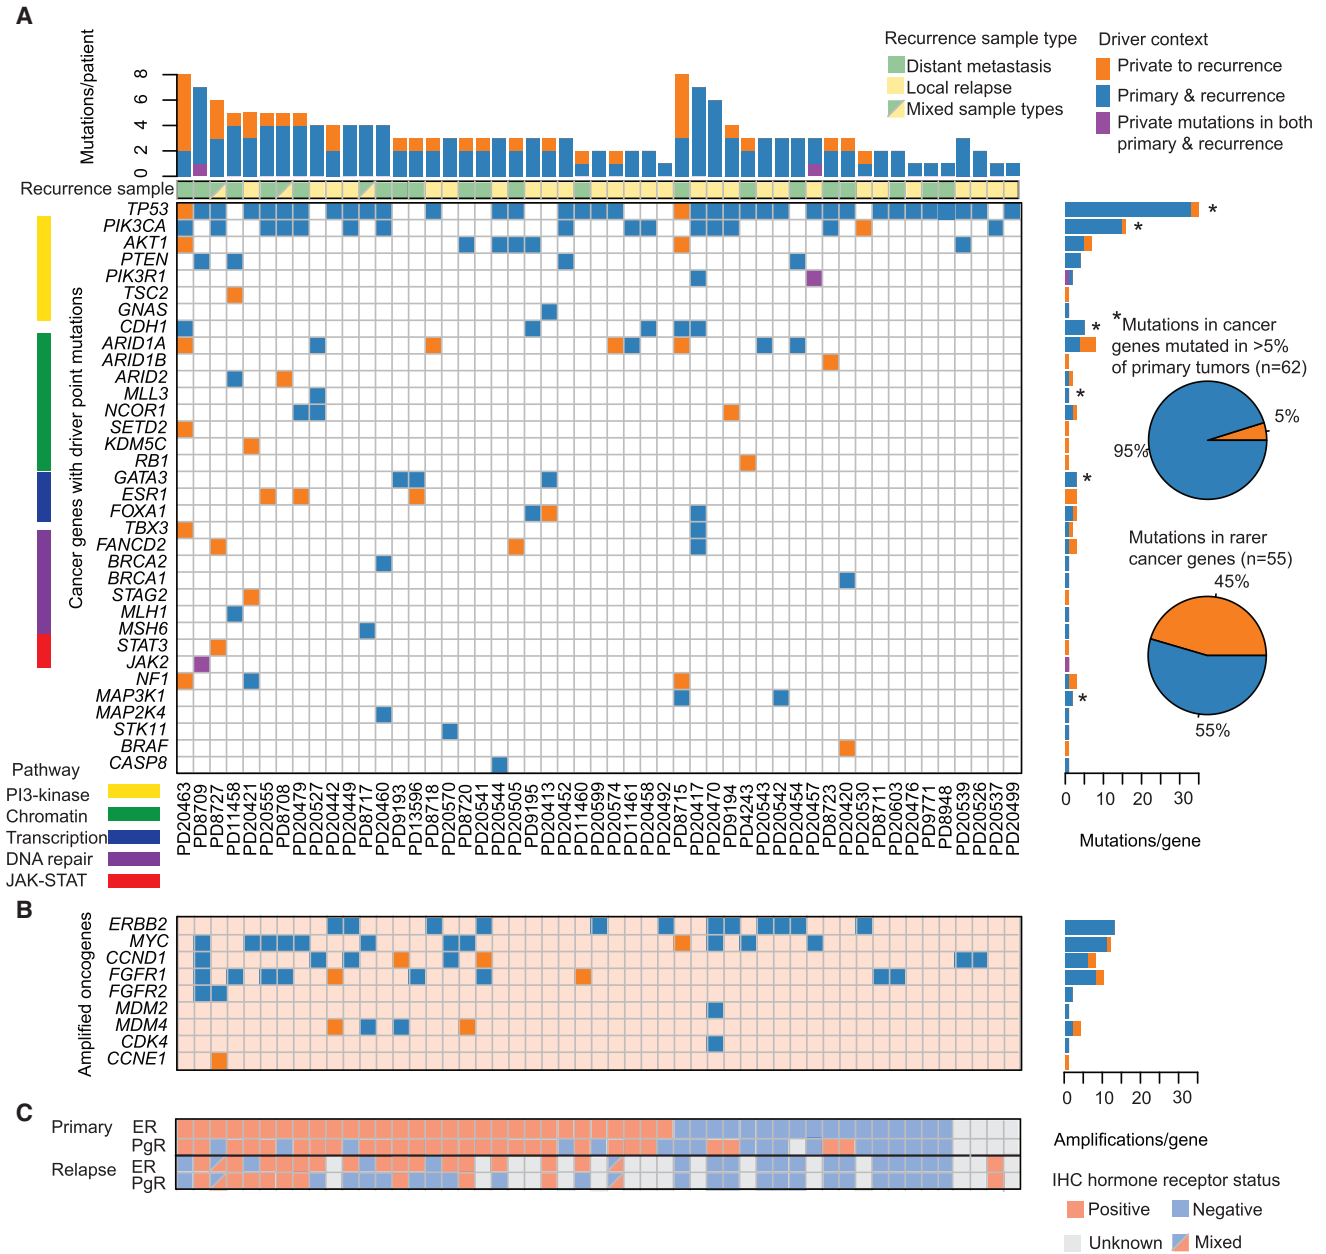 A
Mutations/patient
8
6
4
2
0
Recurrence sample type
Distant metastasis
Local relapse
Mixed sample types
Driver context
Private to recurrence
Primary & recurrence
Private mutations in both
primary & recurrence
Recurrence sample
Cancer genes with driver point mutations
TP53
PIK3CA
AKT1
PTEN
PIK3R1
TSC2
GNAS
CDH1
ARID1A
ARID1B
ARID2
MLL3
NCOR1
SETD2
KDM5C
RB1
GATA3
ESR1
FOXA1
TBX3
FANCD2
BRCA2
BRCA1
STAG2
MLH1
MSH6
STAT3
JAK2
NF1
MAP3K1
MAP2K4
STK11
BRAF
CASP8
*
*
*
*
*
*
*Mutations in cancer
genes mutated in >5%
of primary tumors (n=62)
5%
95%
Mutations in rarer
cancer genes (n=55)
45%
55%
0 10 20 30
Mutations/gene
Pathway
PI3-kinase
Chromatin
Transcription
DNA repair
JAK-STAT
PD20463
PD8709
PD8727
PD11458
PD20421
PD20555
PD8708
PD20479
PD20527
PD20442
PD20449
PD8717
PD20460
PD9193
PD13596
PD8718
PD20570
PD8720
PD20541
PD20544
PD20505
PD9195
PD20413
PD20452
PD11460
PD20599
PD20574
PD11461
PD20458
PD20492
PD8715
PD20417
PD20470
PD9194
PD4243
PD20543
PD20542
PD20454
PD20457
PD8723
PD20420
PD20530
PD8711
PD20603
PD20476
PD9771
PD8948
PD20539
PD20526
PD20537
PD20499
B
Amplified oncogenes
ERBB2
MYC
CCND1
FGFR1
FGFR2
MDM2
MDM4
CDK4
CCNE1
0 10 20 30
Amplifications/gene
C
Primary ER
PgR
Relapse ER
PgR
IHC hormone receptor status
Positive
Negative
Unknown
Mixed